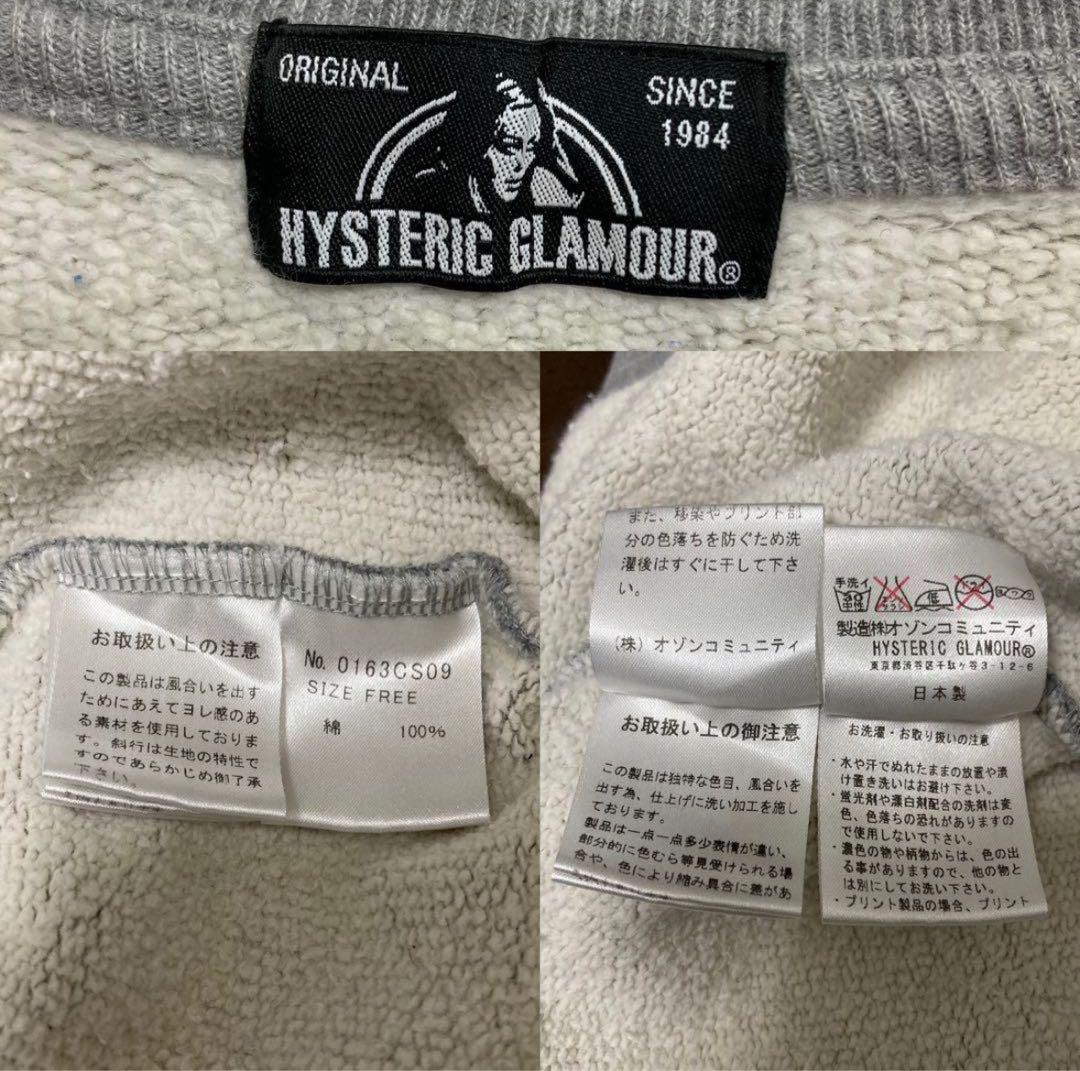 ORIGINAL
SINCE
1984
HYSTERIC GLAMOUR®
お取扱い上の注意
この製品は風合いを出す
ためにあえてヨレ感のあ
る素材を使用しておりま
す。斜行は生地の特性で
すのであらかじめ御了承
下さい。
No. 0163CS09
SIZE FREE
綿 100%
また、移染やプリント部
分の色落ちを防ぐため洗
濯後はすぐに干して下さ
い。
(株) オゾンコミュニティ
お取扱い上の御注意
この製品は独特な色目、風合いを
出す為、仕上げに洗い加工を施し
ております。
製品は一点一点多少表情が違い、
部分的に色むら等見受けられる場
合や、色により縮み具合に差があ
手洗イ
30
中性
低
製造(株)オゾンコミュニティ
HYSTERIC GLAMOUR®
東京都渋谷区千駄ヶ谷3-12-6
日本製
お洗濯・お取り扱いの注意
・水や汗でぬれたままの放置や漬
け置き洗いはお避け下さい。
・蛍光剤や漂白剤配合の洗剤は変
色、色落ちの恐れがありますの
で使用しないで下さい。
・濃色の物や柄物からは、色の出
る事がありますので、他の物と
は別にしてお洗い下さい。
・プリント製品の場合、プリント